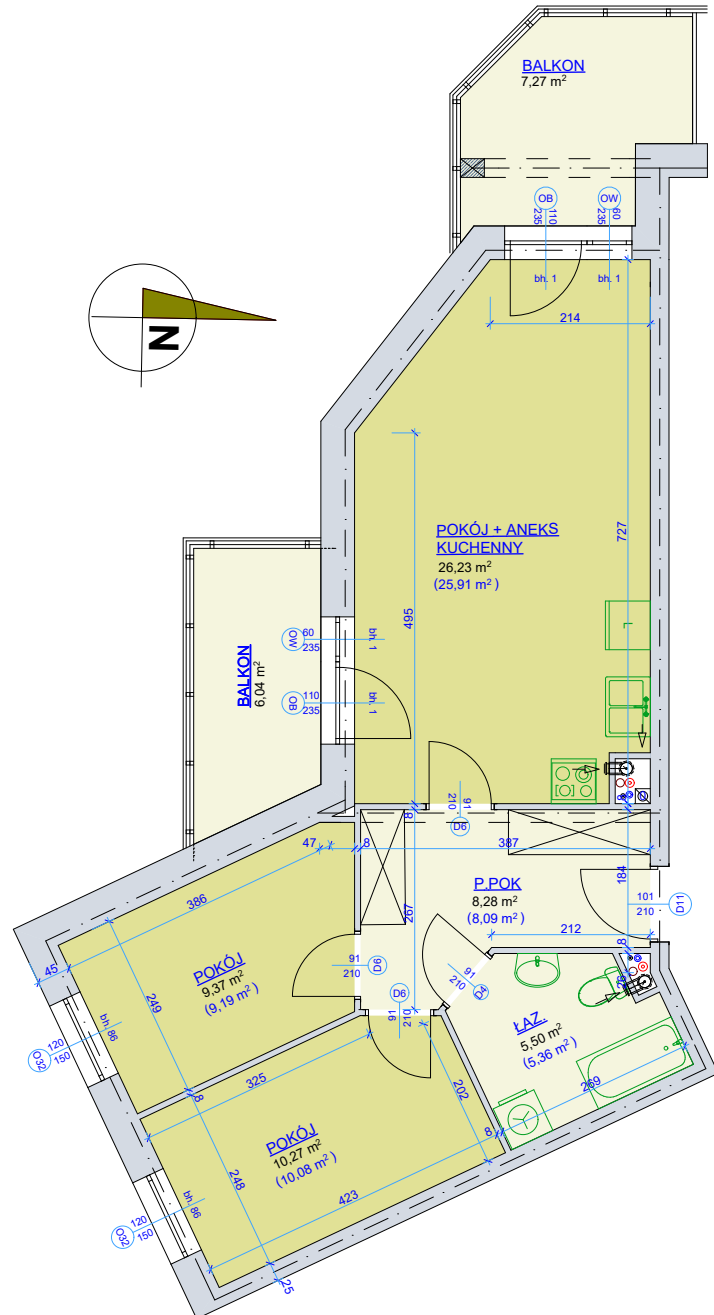 BALKON
7,27 m²
OB
110
235
OW
60
235
bh. 1
bh. 1
214
N
727
POKÓJ + ANEKS
KUCHENNY
26,23 m²
(25,91 m²)
495
L
OW
60
235
bh. 1
BALKON
6,04 m²
OB
110
235
bh. 1
91
210
D6
8
8
47
8
387
P.POK
8,28 m²
(8,09 m²)
184
101
210
D11
267
212
8
386
45
POKÓJ
9,37 m²
(9,19 m²)
249
91
210
D6
D6
91
210
91
210
D4
26
ŁAZ.
5,50 m²
(5,36 m²)
269
bh. 86
120
150
O32
8
325
202
8
POKÓJ
10,27 m²
(10,08 m²)
248
423
bh. 86
120
150
O32
25